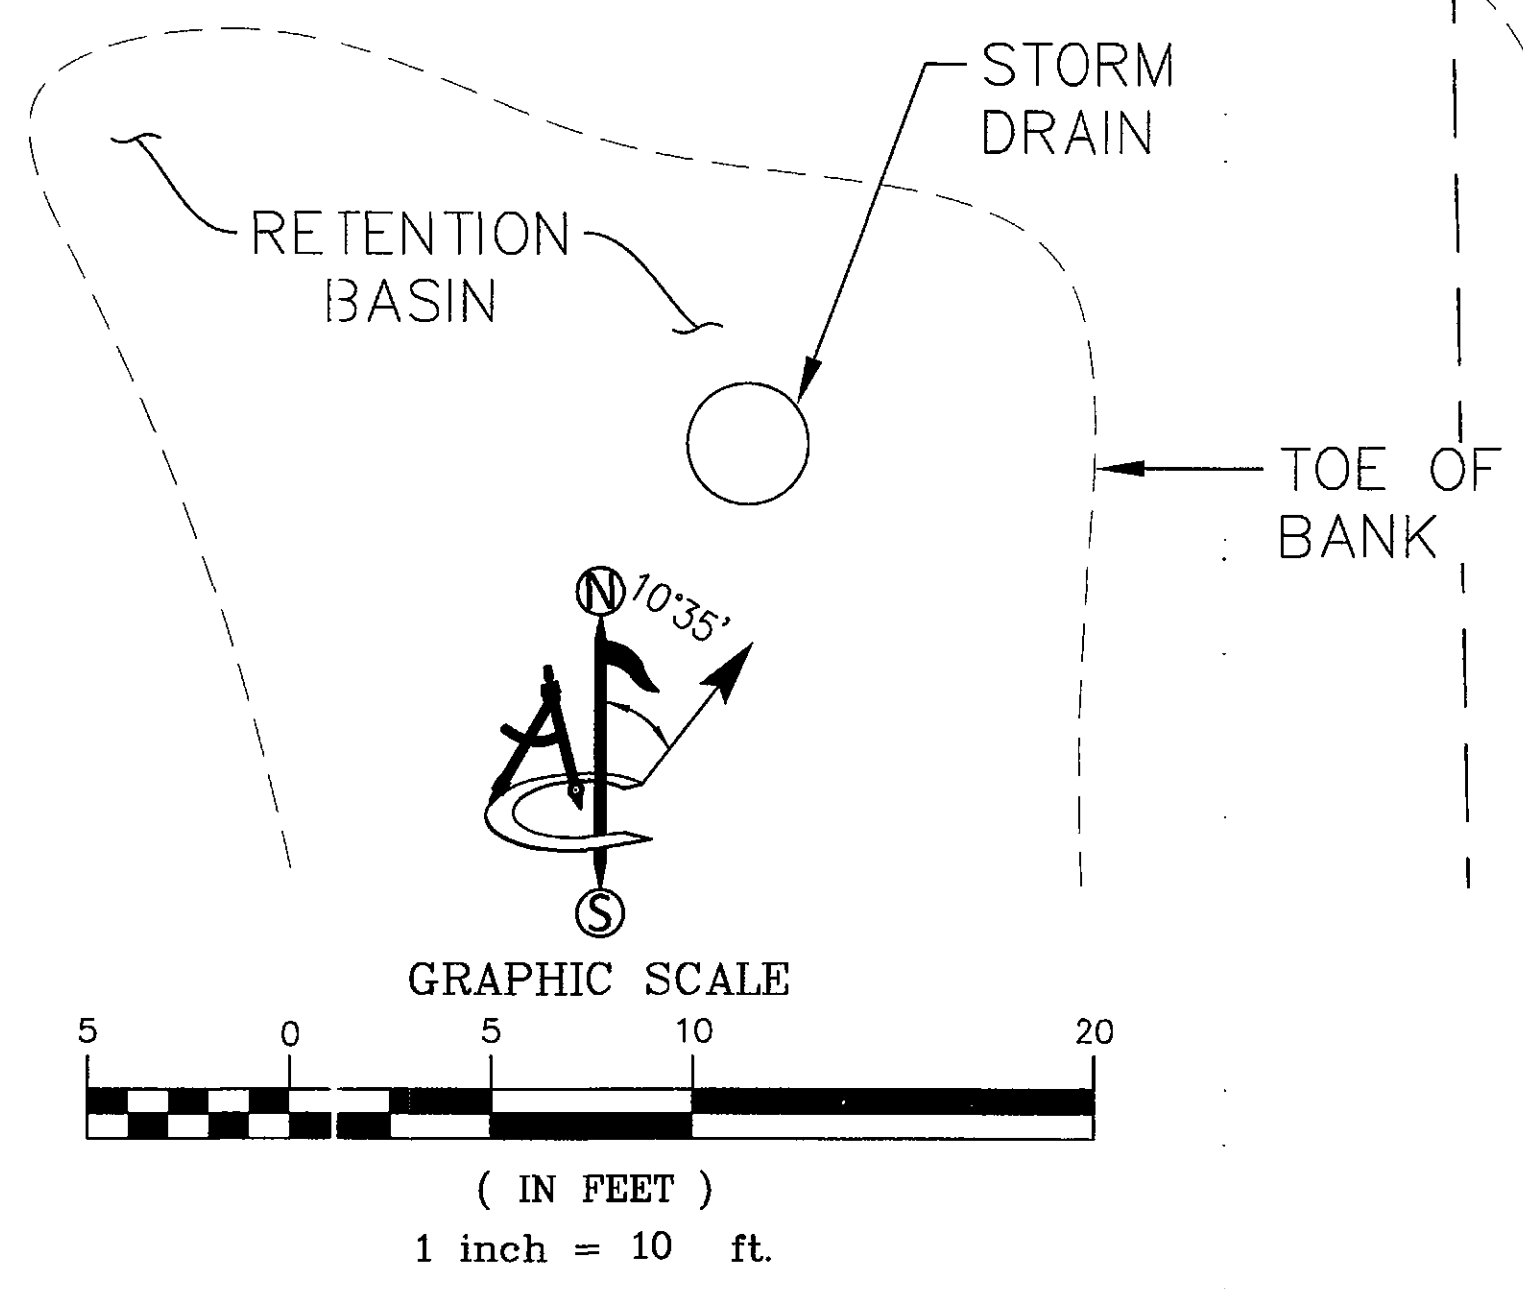 STORM
DRAIN
RETENTION
BASIN
TOE OF
BANK
N
10°35'
S
GRAPHIC SCALE
5 0 5 10 20
( IN FEET )
1 inch = 10 ft.